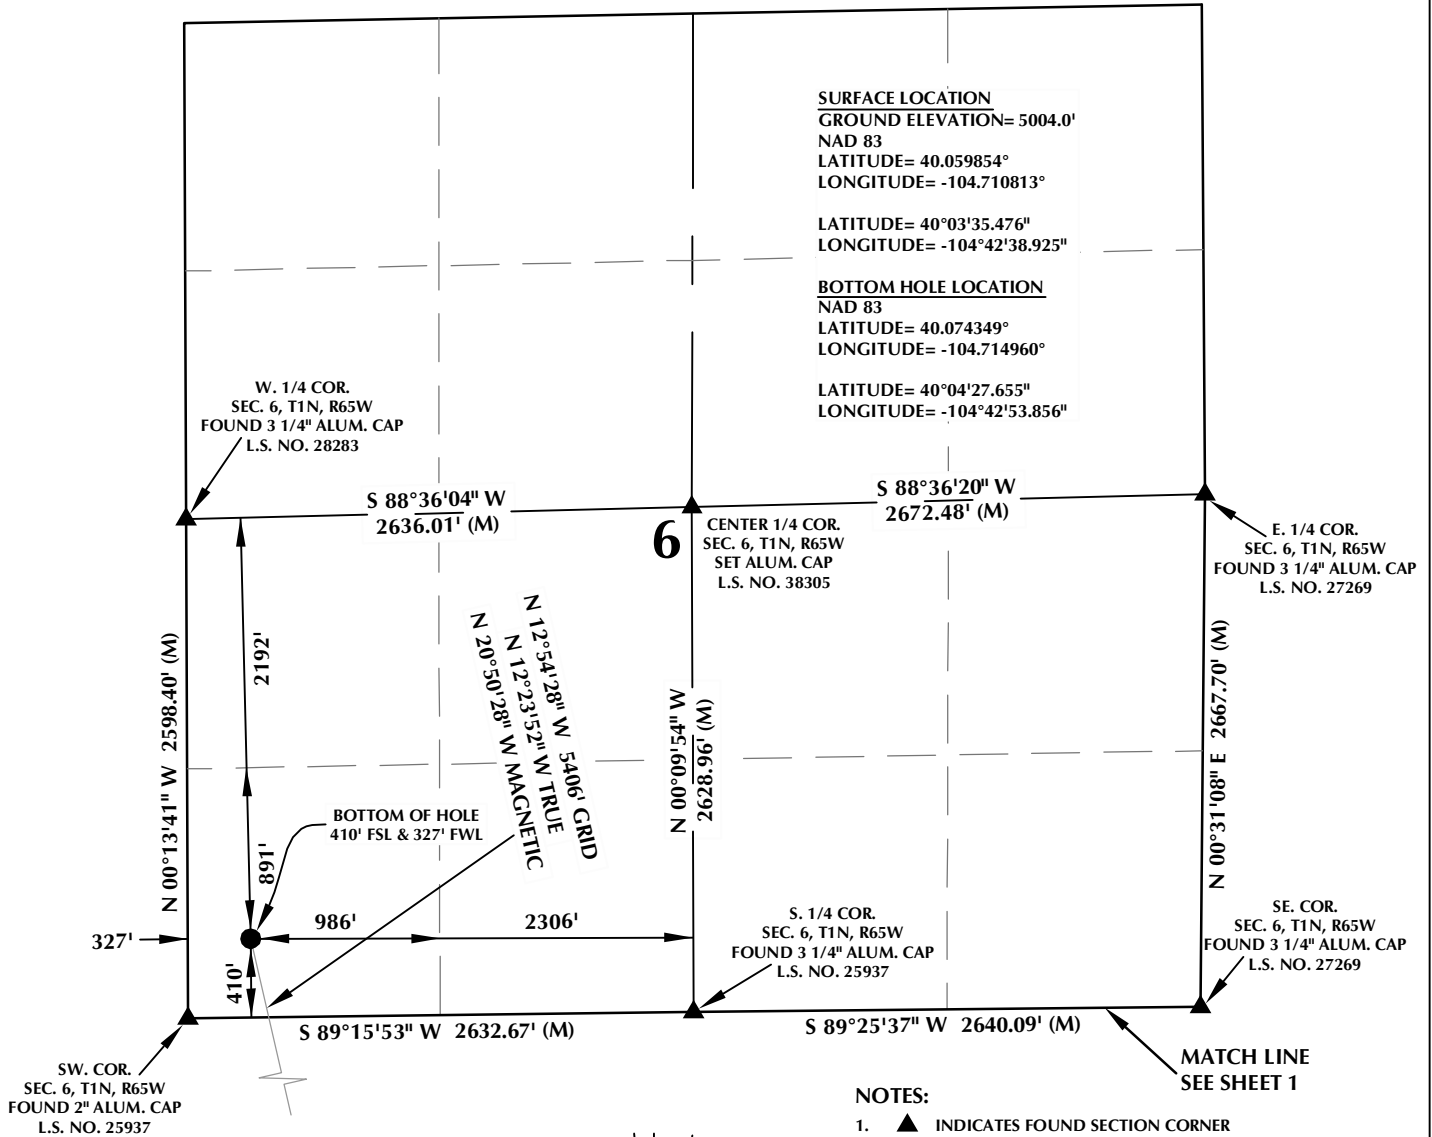 SURFACE LOCATION
GROUND ELEVATION= 5004.0'
NAD 83
LATITUDE= 40.059854°
LONGITUDE= -104.710813°
LATITUDE= 40°03'35.476"
LONGITUDE= -104°42'38.925"
BOTTOM HOLE LOCATION
NAD 83
LATITUDE= 40.074349°
LONGITUDE= -104.714960°
LATITUDE= 40°04'27.655"
LONGITUDE= -104°42'53.856"
W. 1/4 COR.
SEC. 6, T1N, R65W
FOUND 3 1/4" ALUM. CAP
L.S. NO. 28283
S 88°36'04" W
2636.01' (M)
S 88°36'20" W
2672.48' (M)
6
CENTER 1/4 COR.
SEC. 6, T1N, R65W
SET ALUM. CAP
L.S. NO. 38305
E. 1/4 COR.
SEC. 6, T1N, R65W
FOUND 3 1/4" ALUM. CAP
L.S. NO. 27269
N 00°13'41" W 2598.40' (M)
2192'
891'
N 12°54'28" W 5406' GRID
N 12°23'52" W TRUE
N 20°50'28" W MAGNETIC
N 00°09'54" W
2628.96' (M)
N 00°31'08" E 2667.70' (M)
BOTTOM OF HOLE
410' FSL & 327' FWL
327'
986'
2306'
410'
S. 1/4 COR.
SEC. 6, T1N, R65W
FOUND 3 1/4" ALUM. CAP
L.S. NO. 25937
SE. COR.
SEC. 6, T1N, R65W
FOUND 3 1/4" ALUM. CAP
L.S. NO. 27269
S 89°15'53" W 2632.67' (M)
S 89°25'37" W 2640.09' (M)
SW. COR.
SEC. 6, T1N, R65W
FOUND 2" ALUM. CAP
L.S. NO. 25937
MATCH LINE
SEE SHEET 1
NOTES:
1. ▲ INDICATES FOUND SECTION CORNER